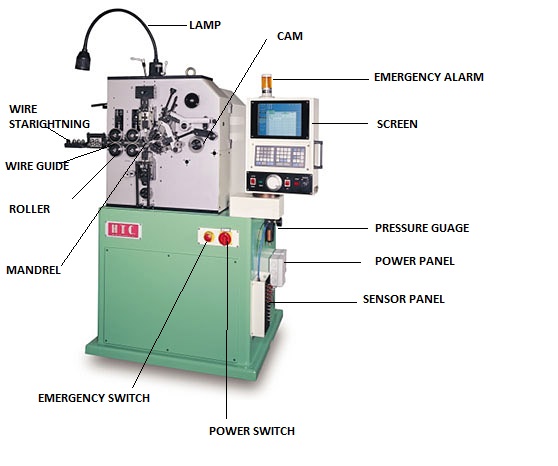 LAMP
CAM
EMERGENCY ALARM
WIRE
STARIGHTNING
SCREEN
WIRE GUIDE
ROLLER
PRESSURE GUAGE
HTC
POWER PANEL
MANDREL
SENSOR PANEL
EMERGENCY SWITCH
POWER SWITCH